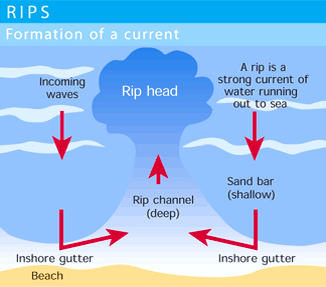 RIPS
Formation of a current
Incoming
waves
Rip head
A rip is a
strong current of
water running
out to sea
Rip channel
(deep)
Sand bar
(shallow)
Inshore gutter
Inshore gutter
Beach